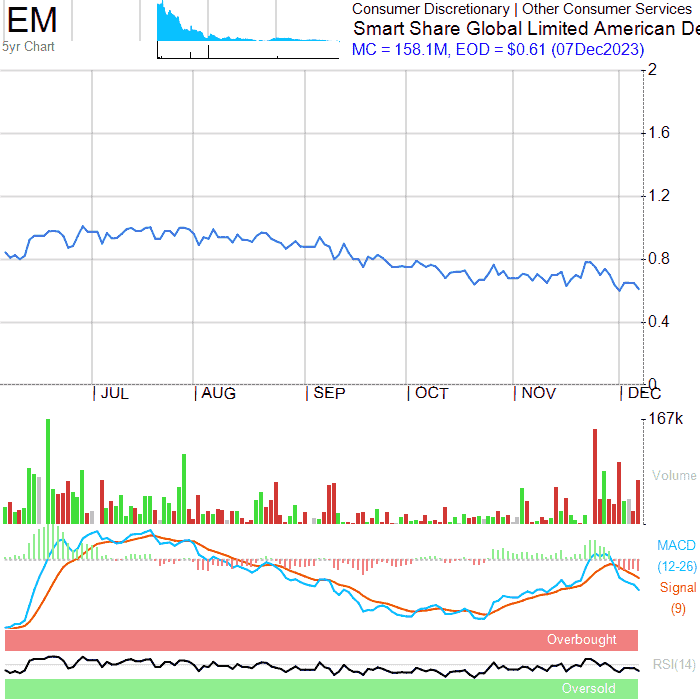 EM
5yr Chart
Consumer Discretionary | Other Consumer Services
Smart Share Global Limited American De
MC = 158.1M, EOD = $0.61 (07Dec2023)
2
1.6
1.2
0.8
0.4
0
JUL AUG SEP OCT NOV DEC
167k
Volume
MACD
(12-26)
Signal
(9)
Overbought
RSI(14)
Oversold